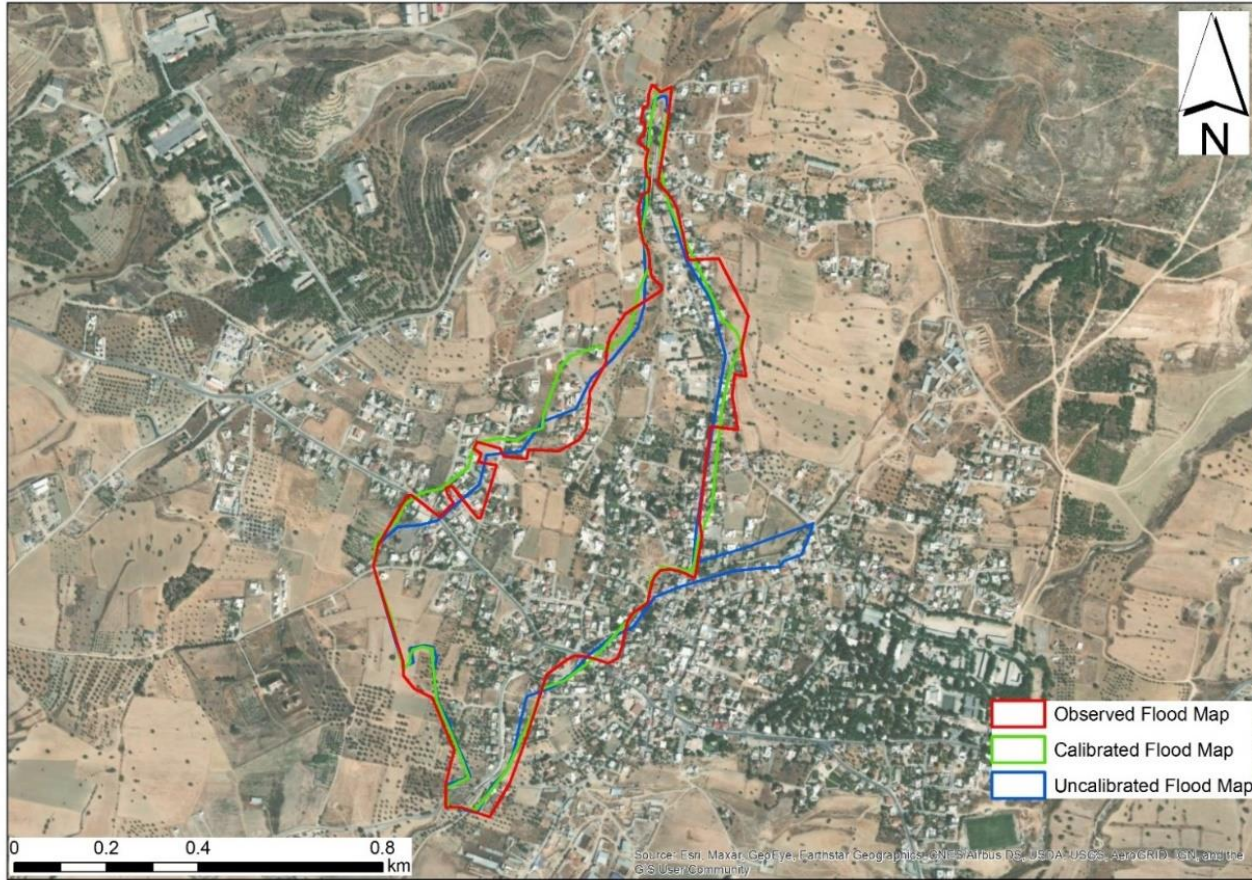 N
Observed Flood Map
Calibrated Flood Map
Uncalibrated Flood Map
0 0.2 0.4 0.8
km
Source: Esri, Maxar, GeoEye, Earthstar Geographics, CNES/Airbus DS, USDA, USGS, AeroGRID, IGN, and the
GIS User Community